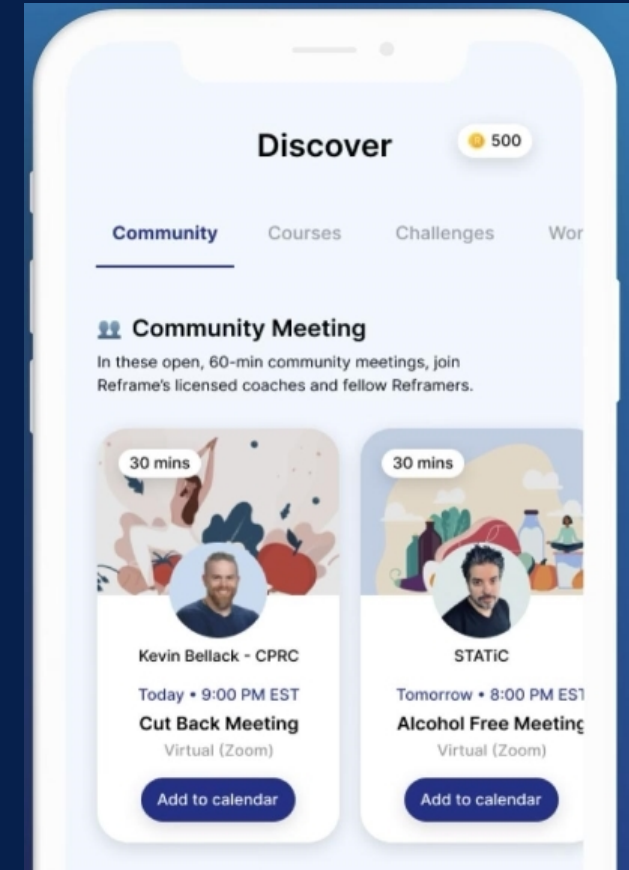 Discover
500
Community
Courses
Challenges
Wor
Community Meeting
In these open, 60-min community meetings, join
Reframe's licensed coaches and fellow Reframers.
30 mins
Kevin Bellack - CPRC
Today • 9:00 PM EST
Cut Back Meeting
Virtual (Zoom)
Add to calendar
30 mins
STATiC
Tomorrow • 8:00 PM EST
Alcohol Free Meeting
Virtual (Zoom)
Add to calendar